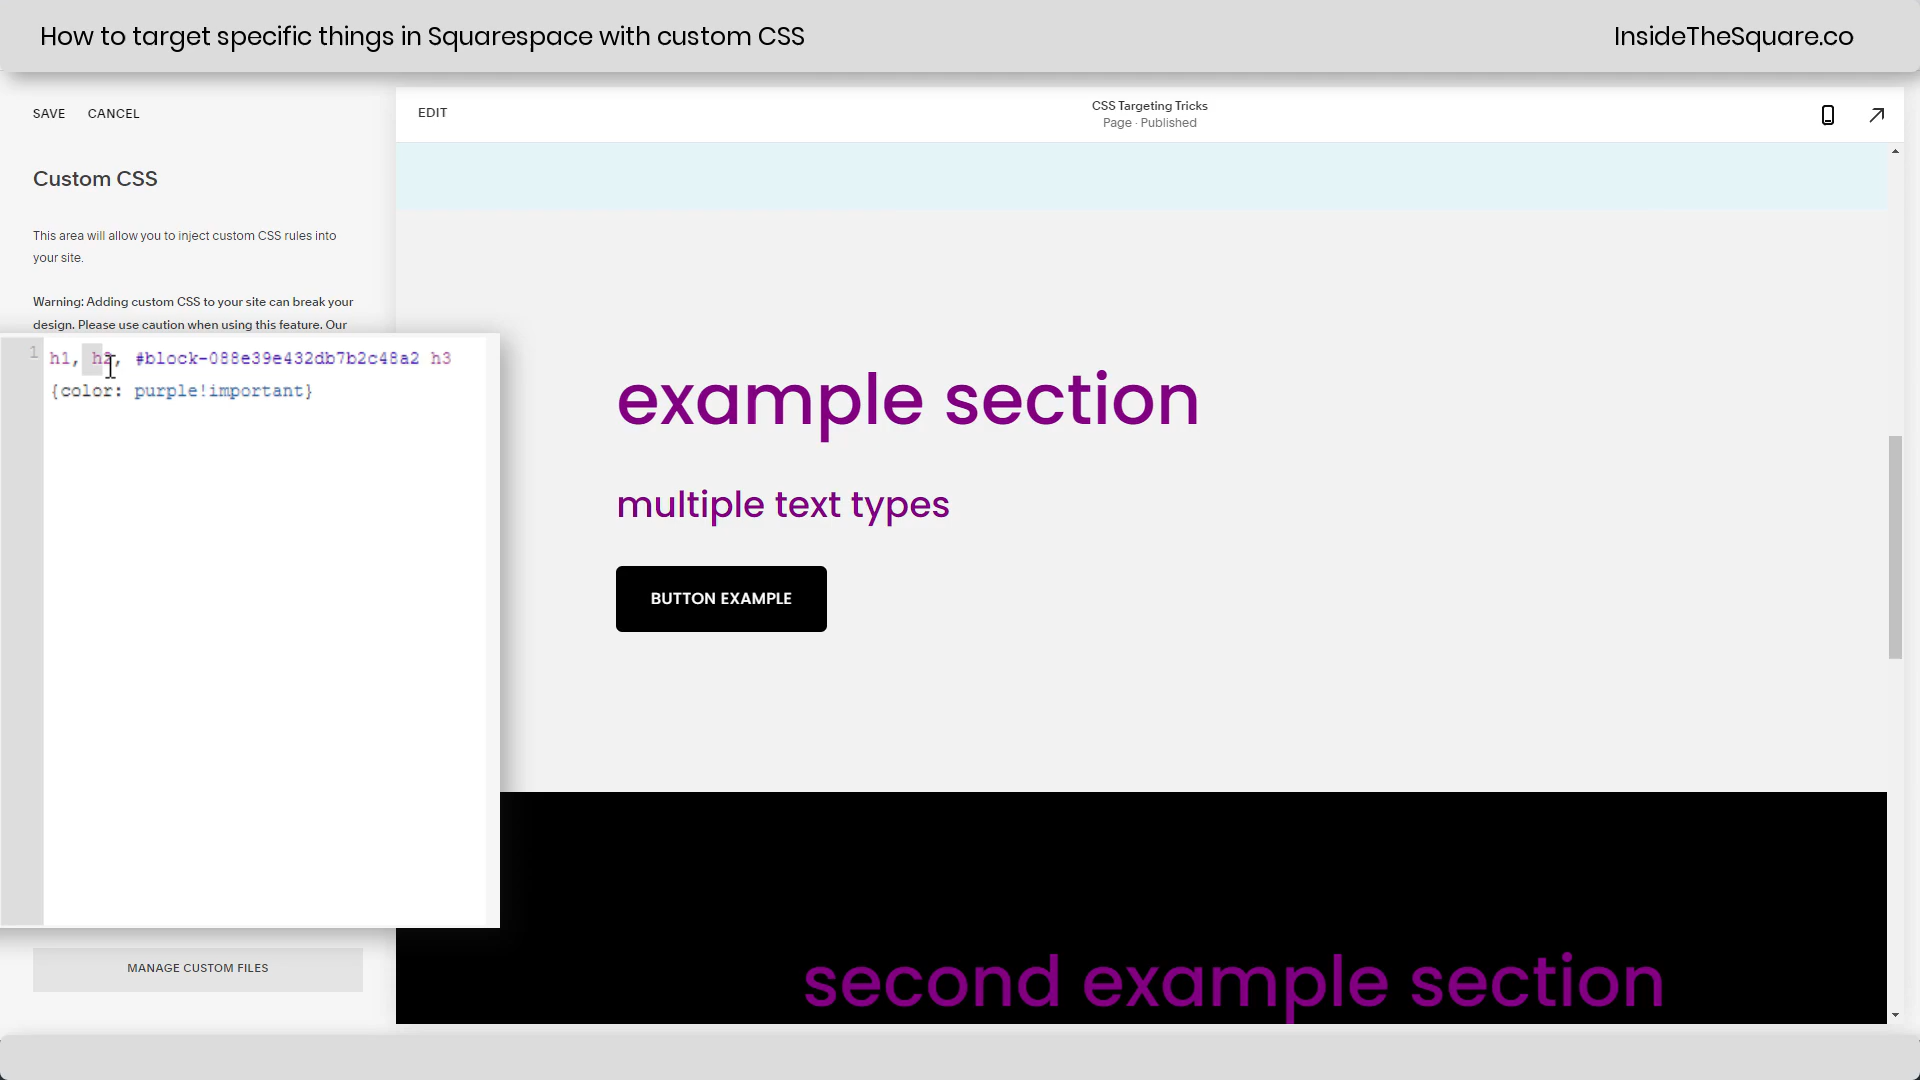 How to target specific things in Squarespace with custom CSS
InsideTheSquare.co
SAVE CANCEL
EDIT
CSS Targeting Tricks
Page · Published
Custom CSS
This area will allow you to inject custom CSS rules into
your site.
Warning: Adding custom CSS to your site can break your
design. Please use caution when using this feature. Our
1
h1, h2, #block-088e39e432db7b2c48a2 h3
{color: purple!important}
example section
multiple text types
BUTTON EXAMPLE
second example section
MANAGE CUSTOM FILES